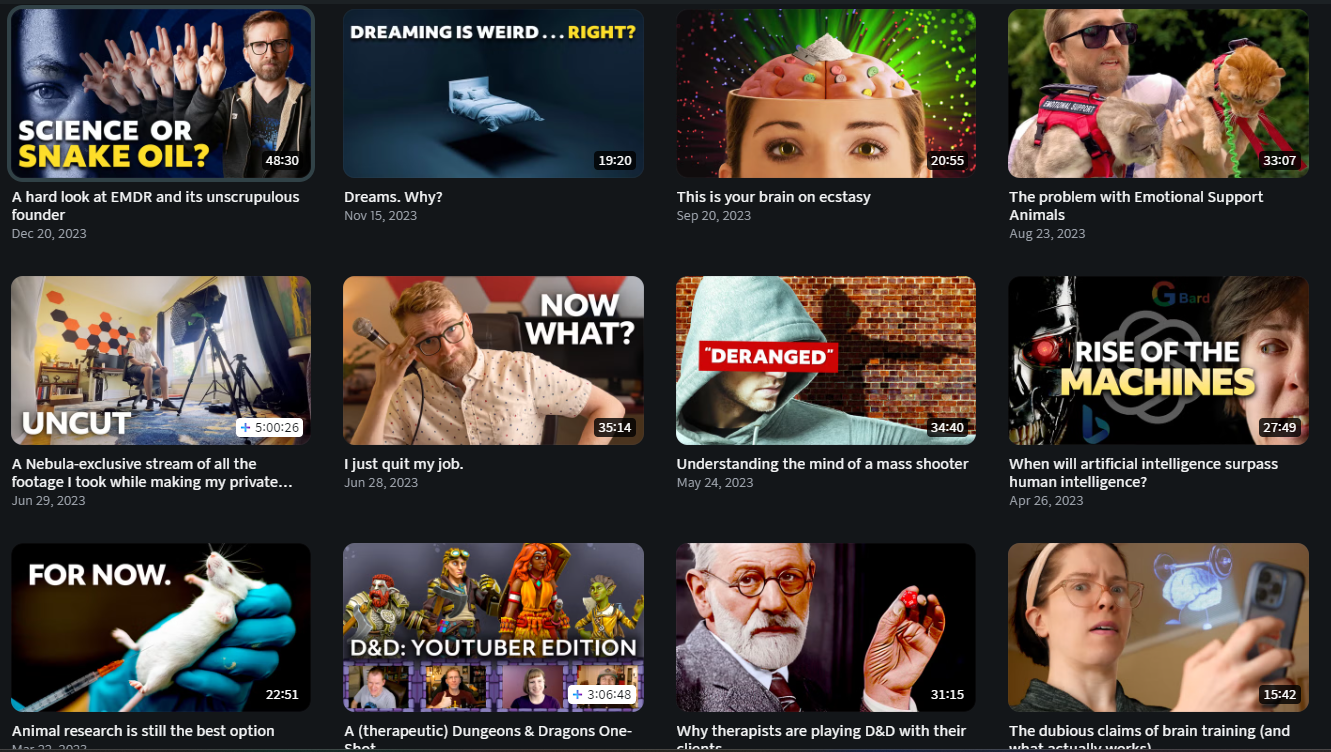 SCIENCE OR
SNAKE OIL?
48:30
DREAMING IS WEIRD . . . RIGHT?
19:20
20:55
EMOTIONAL SUPPORT
33:07
A hard look at EMDR and its unscrupulous
founder
Dec 20, 2023
Dreams. Why?
Nov 15, 2023
This is your brain on ecstasy
Sep 20, 2023
The problem with Emotional Support
Animals
Aug 23, 2023
UNCUT
+ 5:00:26
NOW
WHAT?
35:14
"DERANGED"
34:40
G Bard
RISE OF THE
MACHINES
27:49
A Nebula-exclusive stream of all the
footage I took while making my private...
Jun 29, 2023
I just quit my job.
Jun 28, 2023
Understanding the mind of a mass shooter
May 24, 2023
When will artificial intelligence surpass
human intelligence?
Apr 26, 2023
FOR NOW.
22:51
D&D: YOUTUBER EDITION
+ 3:06:48
31:15
15:42
Animal research is still the best option
Mar 22, 2023
A (therapeutic) Dungeons & Dragons One-
Shot
Why therapists are playing D&D with their
clients
The dubious claims of brain training (and
what actually works)